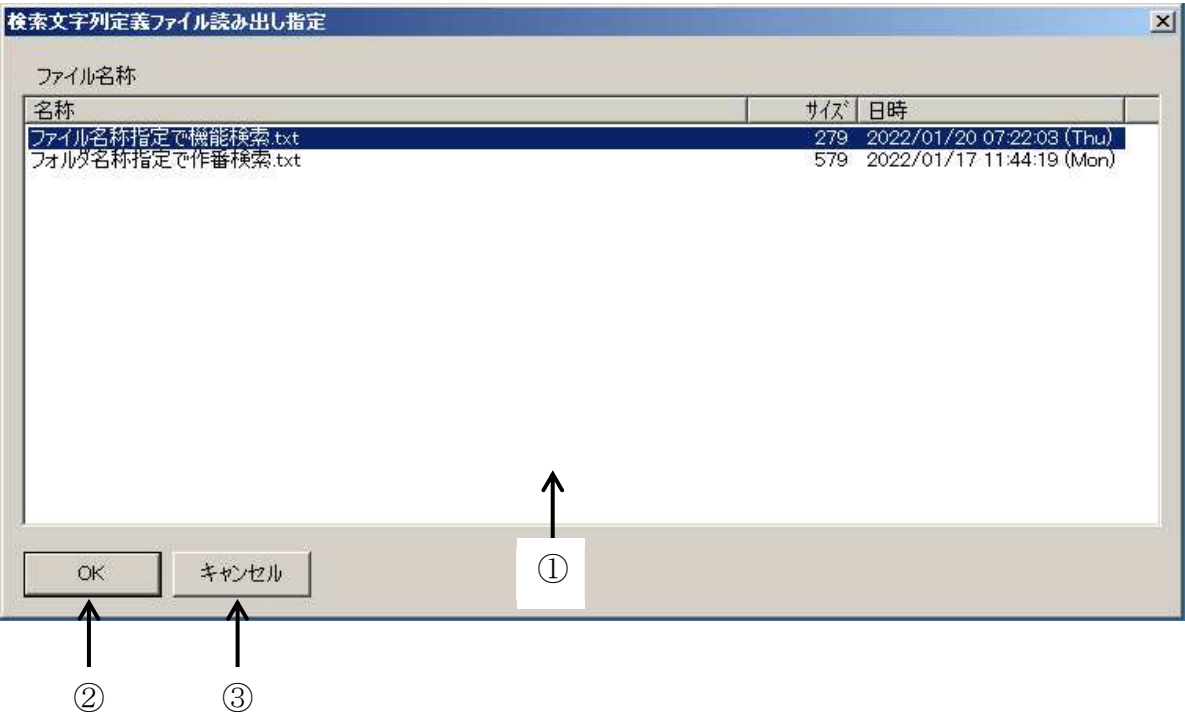 検索文字列定義ファイル読み出し指定
ファイル名称
名称 サイズ 日時
ファイル名称指定で機能検索.txt 279 2022/01/20 07:22:03 (Thu)
フォルダ名称指定で作番検索.txt 579 2022/01/17 11:44:19 (Mon)
OK キャンセル ①
② ③